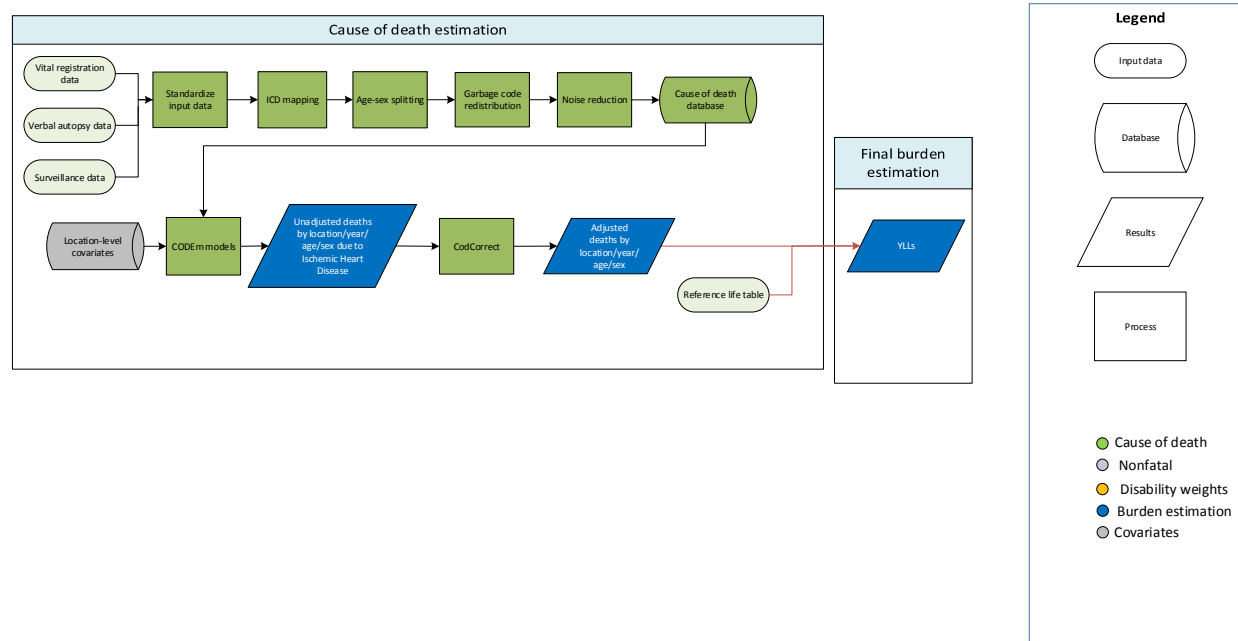 Cause of death estimation
Vital registration
data
Verbal autopsy data
Surveillance data
Standardize
input data
ICD mapping
Age-sex splitting
Garbage code
redistribution
Noise reduction
Cause of death
database
Location-level
covariates
CODEm models
Unadjusted deaths
by location/year/
age/sex due to
Ischemic Heart
Disease
CodCorrect
Adjusted
deaths by
location/year/
age/sex
Reference life table
Final burden
estimation
YLLs
Legend
Input data
Database
Results
Process
Cause of death
Nonfatal
Disability weights
Burden estimation
Covariates